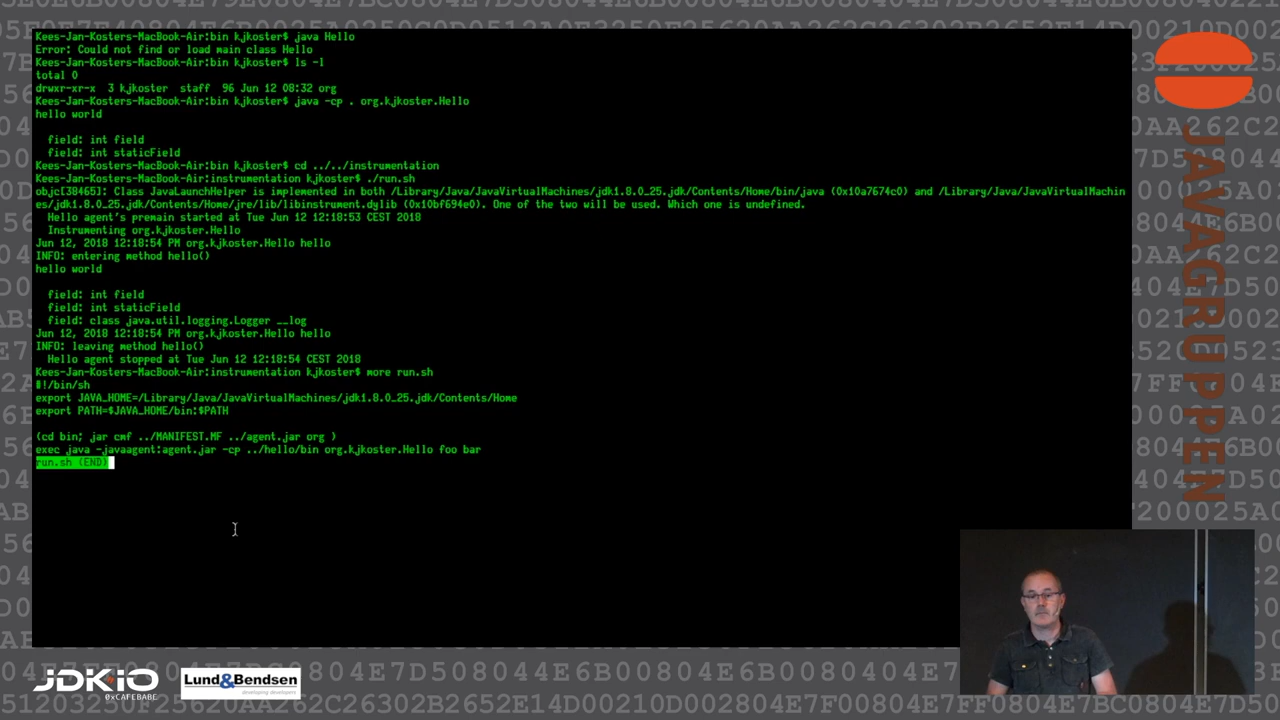 Kees-Jan-Kosters-MacBook-Air:bin kjkoster$ java Hello
Error: Could not find or load main class Hello
Kees-Jan-Kosters-MacBook-Air:bin kjkoster$ ls -l
total 0
drwxr-xr-x  3 kjkoster  staff  96 Jun 12 08:32 org
Kees-Jan-Kosters-MacBook-Air:bin kjkoster$ java -cp . org.kjkoster.Hello
hello world
field: int field
field: int staticField
Kees-Jan-Kosters-MacBook-Air:bin kjkoster$ cd ../../instrumentation
Kees-Jan-Kosters-MacBook-Air:instrumentation kjkoster$ ./run.sh
objc[38465]: Class JavaLaunchHelper is implemented in both /Library/Java/JavaVirtualMachines/jdk1.8.0_25.jdk/Contents/Home/bin/java (0x10a7674c0) and /Library/Java/JavaVirtualMachin
es/jdk1.8.0_25.jdk/Contents/Home/jre/lib/libinstrument.dylib (0x10bf694e0). One of the two will be used. Which one is undefined.
Hello agent's premain started at Tue Jun 12 12:18:53 CEST 2018
Instrumenting org.kjkoster.Hello
Jun 12, 2018 12:18:54 PM org.kjkoster.Hello hello
INFO: entering method hello()
hello world
field: int field
field: int staticField
field: class java.util.logging.Logger __log
Jun 12, 2018 12:18:54 PM org.kjkoster.Hello hello
INFO: leaving method hello()
Hello agent stopped at Tue Jun 12 12:18:54 CEST 2018
Kees-Jan-Kosters-MacBook-Air:instrumentation kjkoster$ more run.sh
#!/bin/sh
export JAVA_HOME=/Library/Java/JavaVirtualMachines/jdk1.8.0_25.jdk/Contents/Home
export PATH=$JAVA_HOME/bin:$PATH
(cd bin; jar cmf ../MANIFEST.MF ../agent.jar org )
exec java -javaagent:agent.jar -cp ../hello/bin org.kjkoster.Hello foo bar
run.sh (END)
JAVAGRUPPEN
JDKIO
0xCAFEBABE
Lund&Bendsen
developing developers